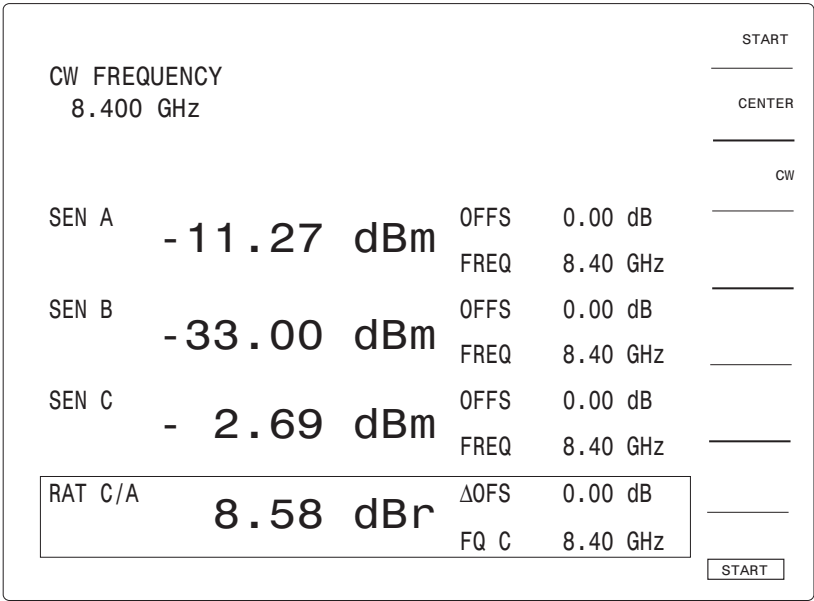 START
CW FREQUENCY
8.400 GHz
CENTER
CW
SEN A
-11.27 dBm
OFFS 0.00 dB
FREQ 8.40 GHz
SEN B
-33.00 dBm
OFFS 0.00 dB
FREQ 8.40 GHz
SEN C
- 2.69 dBm
OFFS 0.00 dB
FREQ 8.40 GHz
RAT C/A
8.58 dBr
ΔOFS 0.00 dB
FQ C 8.40 GHz
START